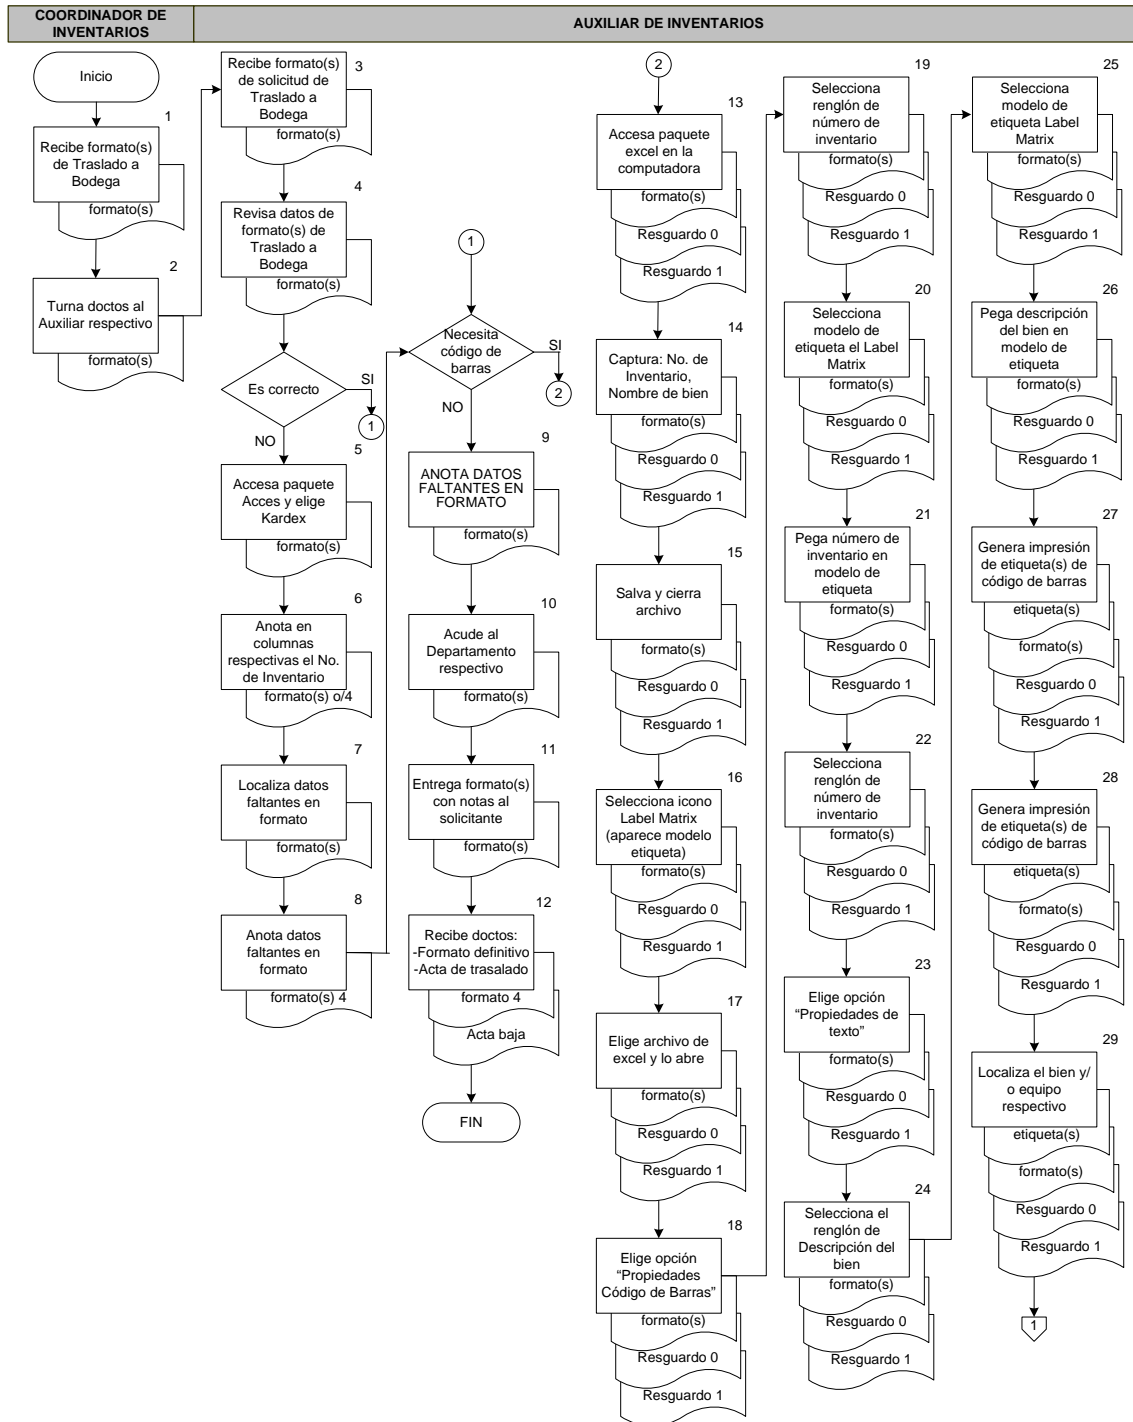 COORDINADOR DE
INVENTARIOS
AUXILIAR DE INVENTARIOS
Inicio
1
Recibe formato(s)
de Traslado a
Bodega
formato(s)
2
Turna doctos al
Auxiliar respectivo
formato(s)
3
Recibe formato(s)
de solicitud de
Traslado a
Bodega
formato(s)
4
Revisa datos de
formato(s) de
Traslado a
Bodega
formato(s)
Es correcto
SI
1
NO
5
Accesa paquete
Acces y elige
Kardex
formato(s)
6
Anota en
columnas
respectivas el No.
de Inventario
formato(s) o/4
7
Localiza datos
faltantes en
formato
formato(s)
8
Anota datos
faltantes en
formato
formato(s) 4
1
Necesita
código de
barras
SI
2
NO
9
ANOTA DATOS
FALTANTES EN
FORMATO
formato(s)
10
Acude al
Departamento
respectivo
formato(s)
11
Entrega formato(s)
con notas al
solicitante
formato(s)
12
Recibe doctos:
-Formato definitivo
-Acta de trasalado
formato 4
Acta baja
FIN
2
13
Accesa paquete
excel en la
computadora
formato(s)
Resguardo 0
Resguardo 1
14
Captura: No. de
Inventario,
Nombre de bien
formato(s)
Resguardo 0
Resguardo 1
15
Salva y cierra
archivo
formato(s)
Resguardo 0
Resguardo 1
16
Selecciona icono
Label Matrix
(aparece modelo
etiqueta)
formato(s)
Resguardo 0
Resguardo 1
17
Elige archivo de
excel y lo abre
formato(s)
Resguardo 0
Resguardo 1
18
Elige opción
“Propiedades
Código de Barras”
formato(s)
Resguardo 0
Resguardo 1
19
Selecciona
renglón de
número de
inventario
formato(s)
Resguardo 0
Resguardo 1
20
Selecciona
modelo de
etiqueta el Label
Matrix
formato(s)
Resguardo 0
Resguardo 1
21
Pega número de
inventario en
modelo de
etiqueta
formato(s)
Resguardo 0
Resguardo 1
22
Selecciona
renglón de
número de
inventario
formato(s)
Resguardo 0
Resguardo 1
23
Elige opción
“Propiedades de
texto”
formato(s)
Resguardo 0
Resguardo 1
24
Selecciona el
renglón de
Descripción del
bien
formato(s)
Resguardo 0
Resguardo 1
25
Selecciona
modelo de
etiqueta Label
Matrix
formato(s)
Resguardo 0
Resguardo 1
26
Pega descripción
del bien en
modelo de
etiqueta
formato(s)
Resguardo 0
Resguardo 1
27
Genera impresión
de etiqueta(s) de
código de barras
etiqueta(s)
formato(s)
Resguardo 0
Resguardo 1
28
Genera impresión
de etiqueta(s) de
código de barras
etiqueta(s)
formato(s)
Resguardo 0
Resguardo 1
29
Localiza el bien y/
o equipo
respectivo
etiqueta(s)
formato(s)
Resguardo 0
Resguardo 1
1